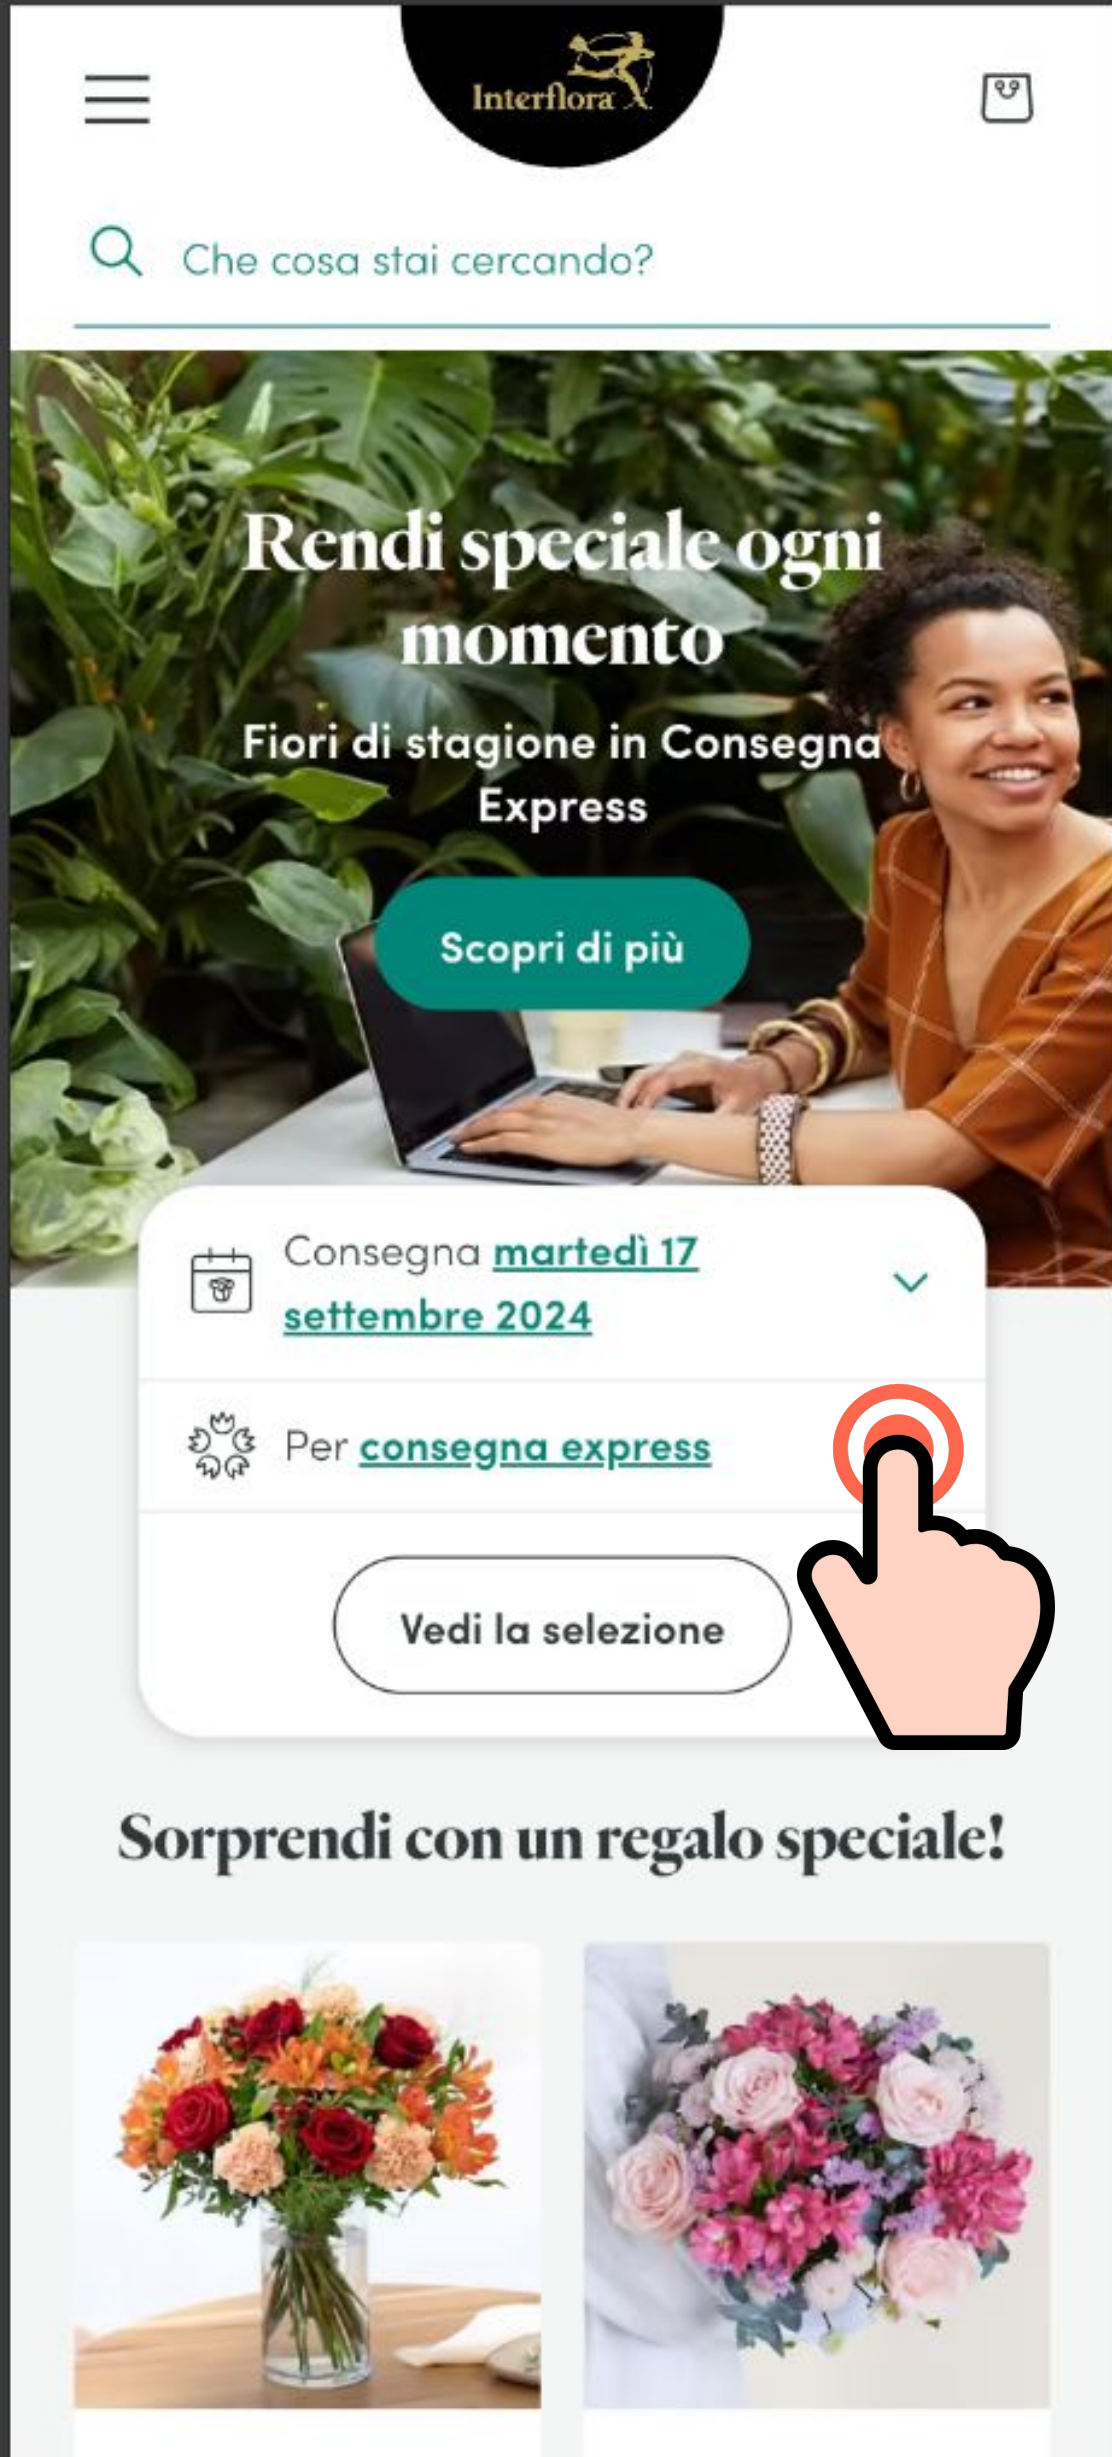 Interflora
Che cosa stai cercando?
Rendi speciale ogni
momento
Fiori di stagione in Consegna
Express
Scopri di più
Consegna martedì 17
settembre 2024
Per consegna express
Vedi la selezione
Sorprendi con un regalo speciale!